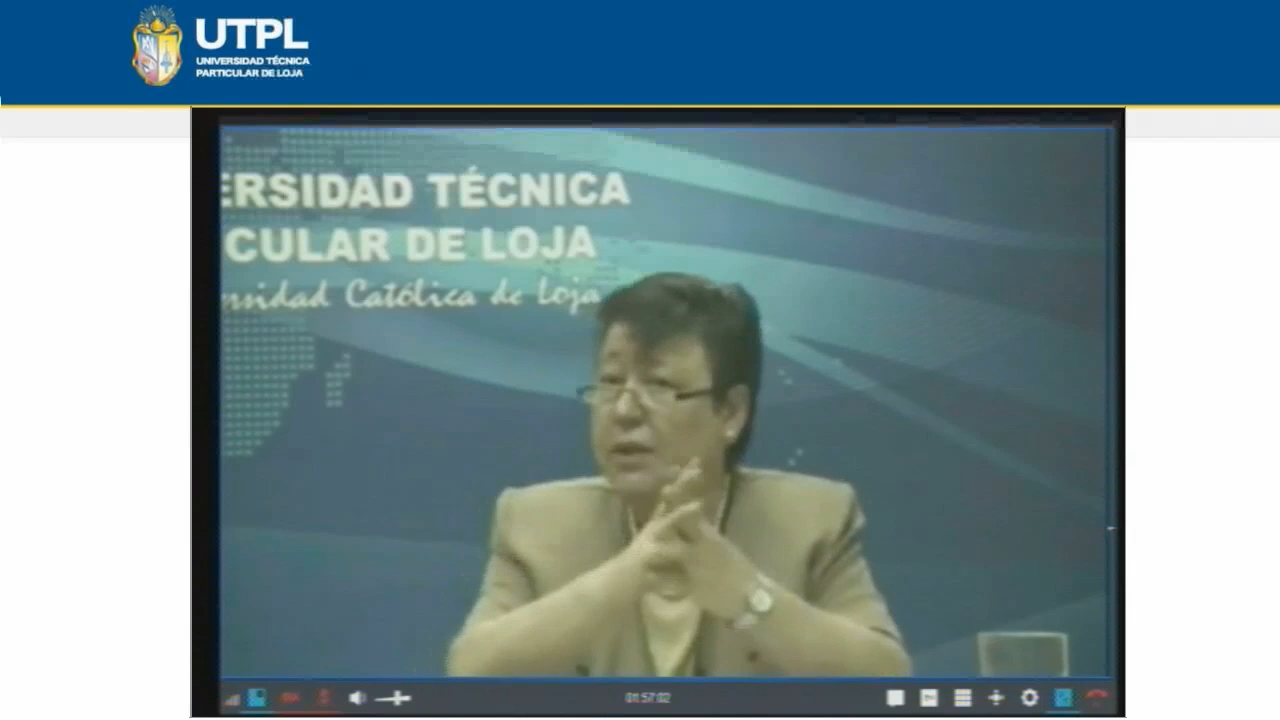 UTPL
UNIVERSIDAD TÉCNICA
PARTICULAR DE LOJA
ERSIDAD TÉCNICA
CULAR DE LOJA
rsidad Católica de Loja
01:57:02